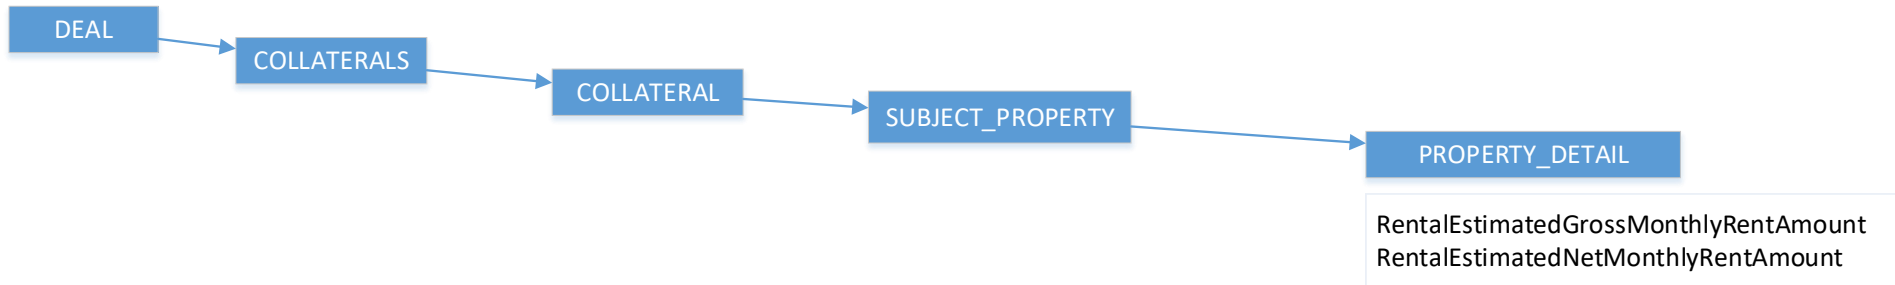 DEAL
COLLATERALS
COLLATERAL
SUBJECT_PROPERTY
PROPERTY_DETAIL
RentalEstimatedGrossMonthlyRentAmount
RentalEstimatedNetMonthlyRentAmount